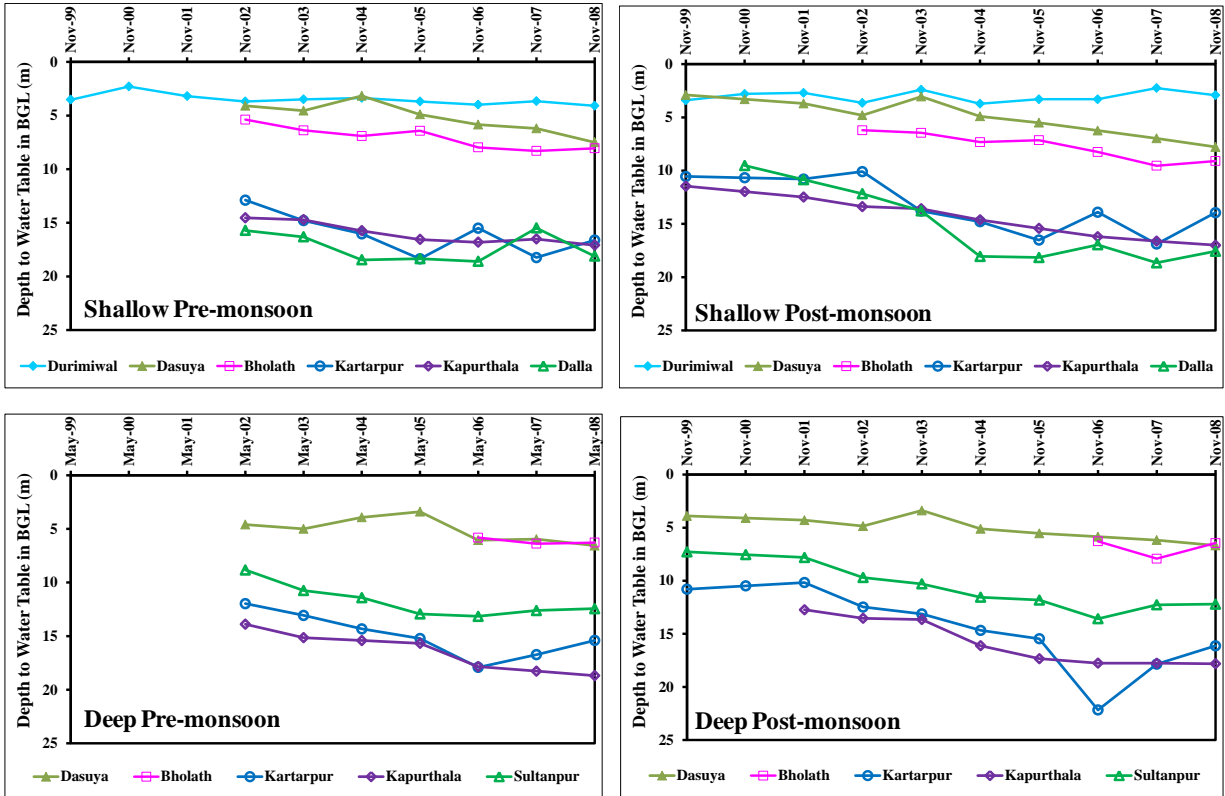 Nov-99 Nov-00 Nov-01 Nov-02 Nov-03 Nov-04 Nov-05 Nov-06 Nov-07 Nov-08
Depth to Water Table in BGL (m)
0
5
10
15
20
25
Shallow Pre-monsoon
Durimiwal Dasuya Bholath Kartarpur Kapurthala Dalla
Nov-99 Nov-00 Nov-01 Nov-02 Nov-03 Nov-04 Nov-05 Nov-06 Nov-07 Nov-08
Depth to Water Table in BGL (m)
0
5
10
15
20
25
Shallow Post-monsoon
Durimiwal Dasuya Bholath Kartarpur Kapurthala Dalla
May-99 May-00 May-01 May-02 May-03 May-04 May-05 May-06 May-07 May-08
Depth to Water Table in BGL (m)
0
5
10
15
20
25
Deep Pre-monsoon
Dasuya Bholath Kartarpur Kapurthala Sultanpur
Nov-99 Nov-00 Nov-01 Nov-02 Nov-03 Nov-04 Nov-05 Nov-06 Nov-07 Nov-08
Depth to Water Table in BGL (m)
0
5
10
15
20
25
Deep Post-monsoon
Dasuya Bholath Kartarpur Kapurthala Sultanpur